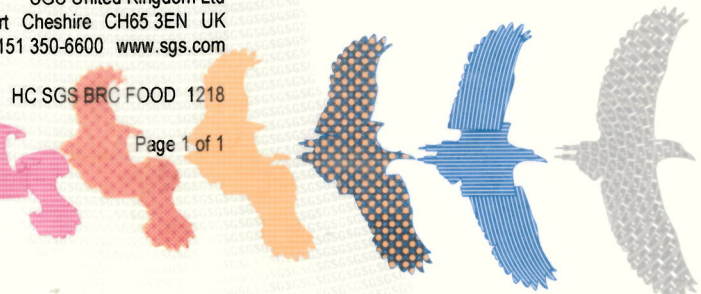 SGS United Kingdom Ltd
rt Cheshire CH65 3EN UK
151 350-6600 www.sgs.com
HC SGS BRC FOOD 1218
Page 1 of 1